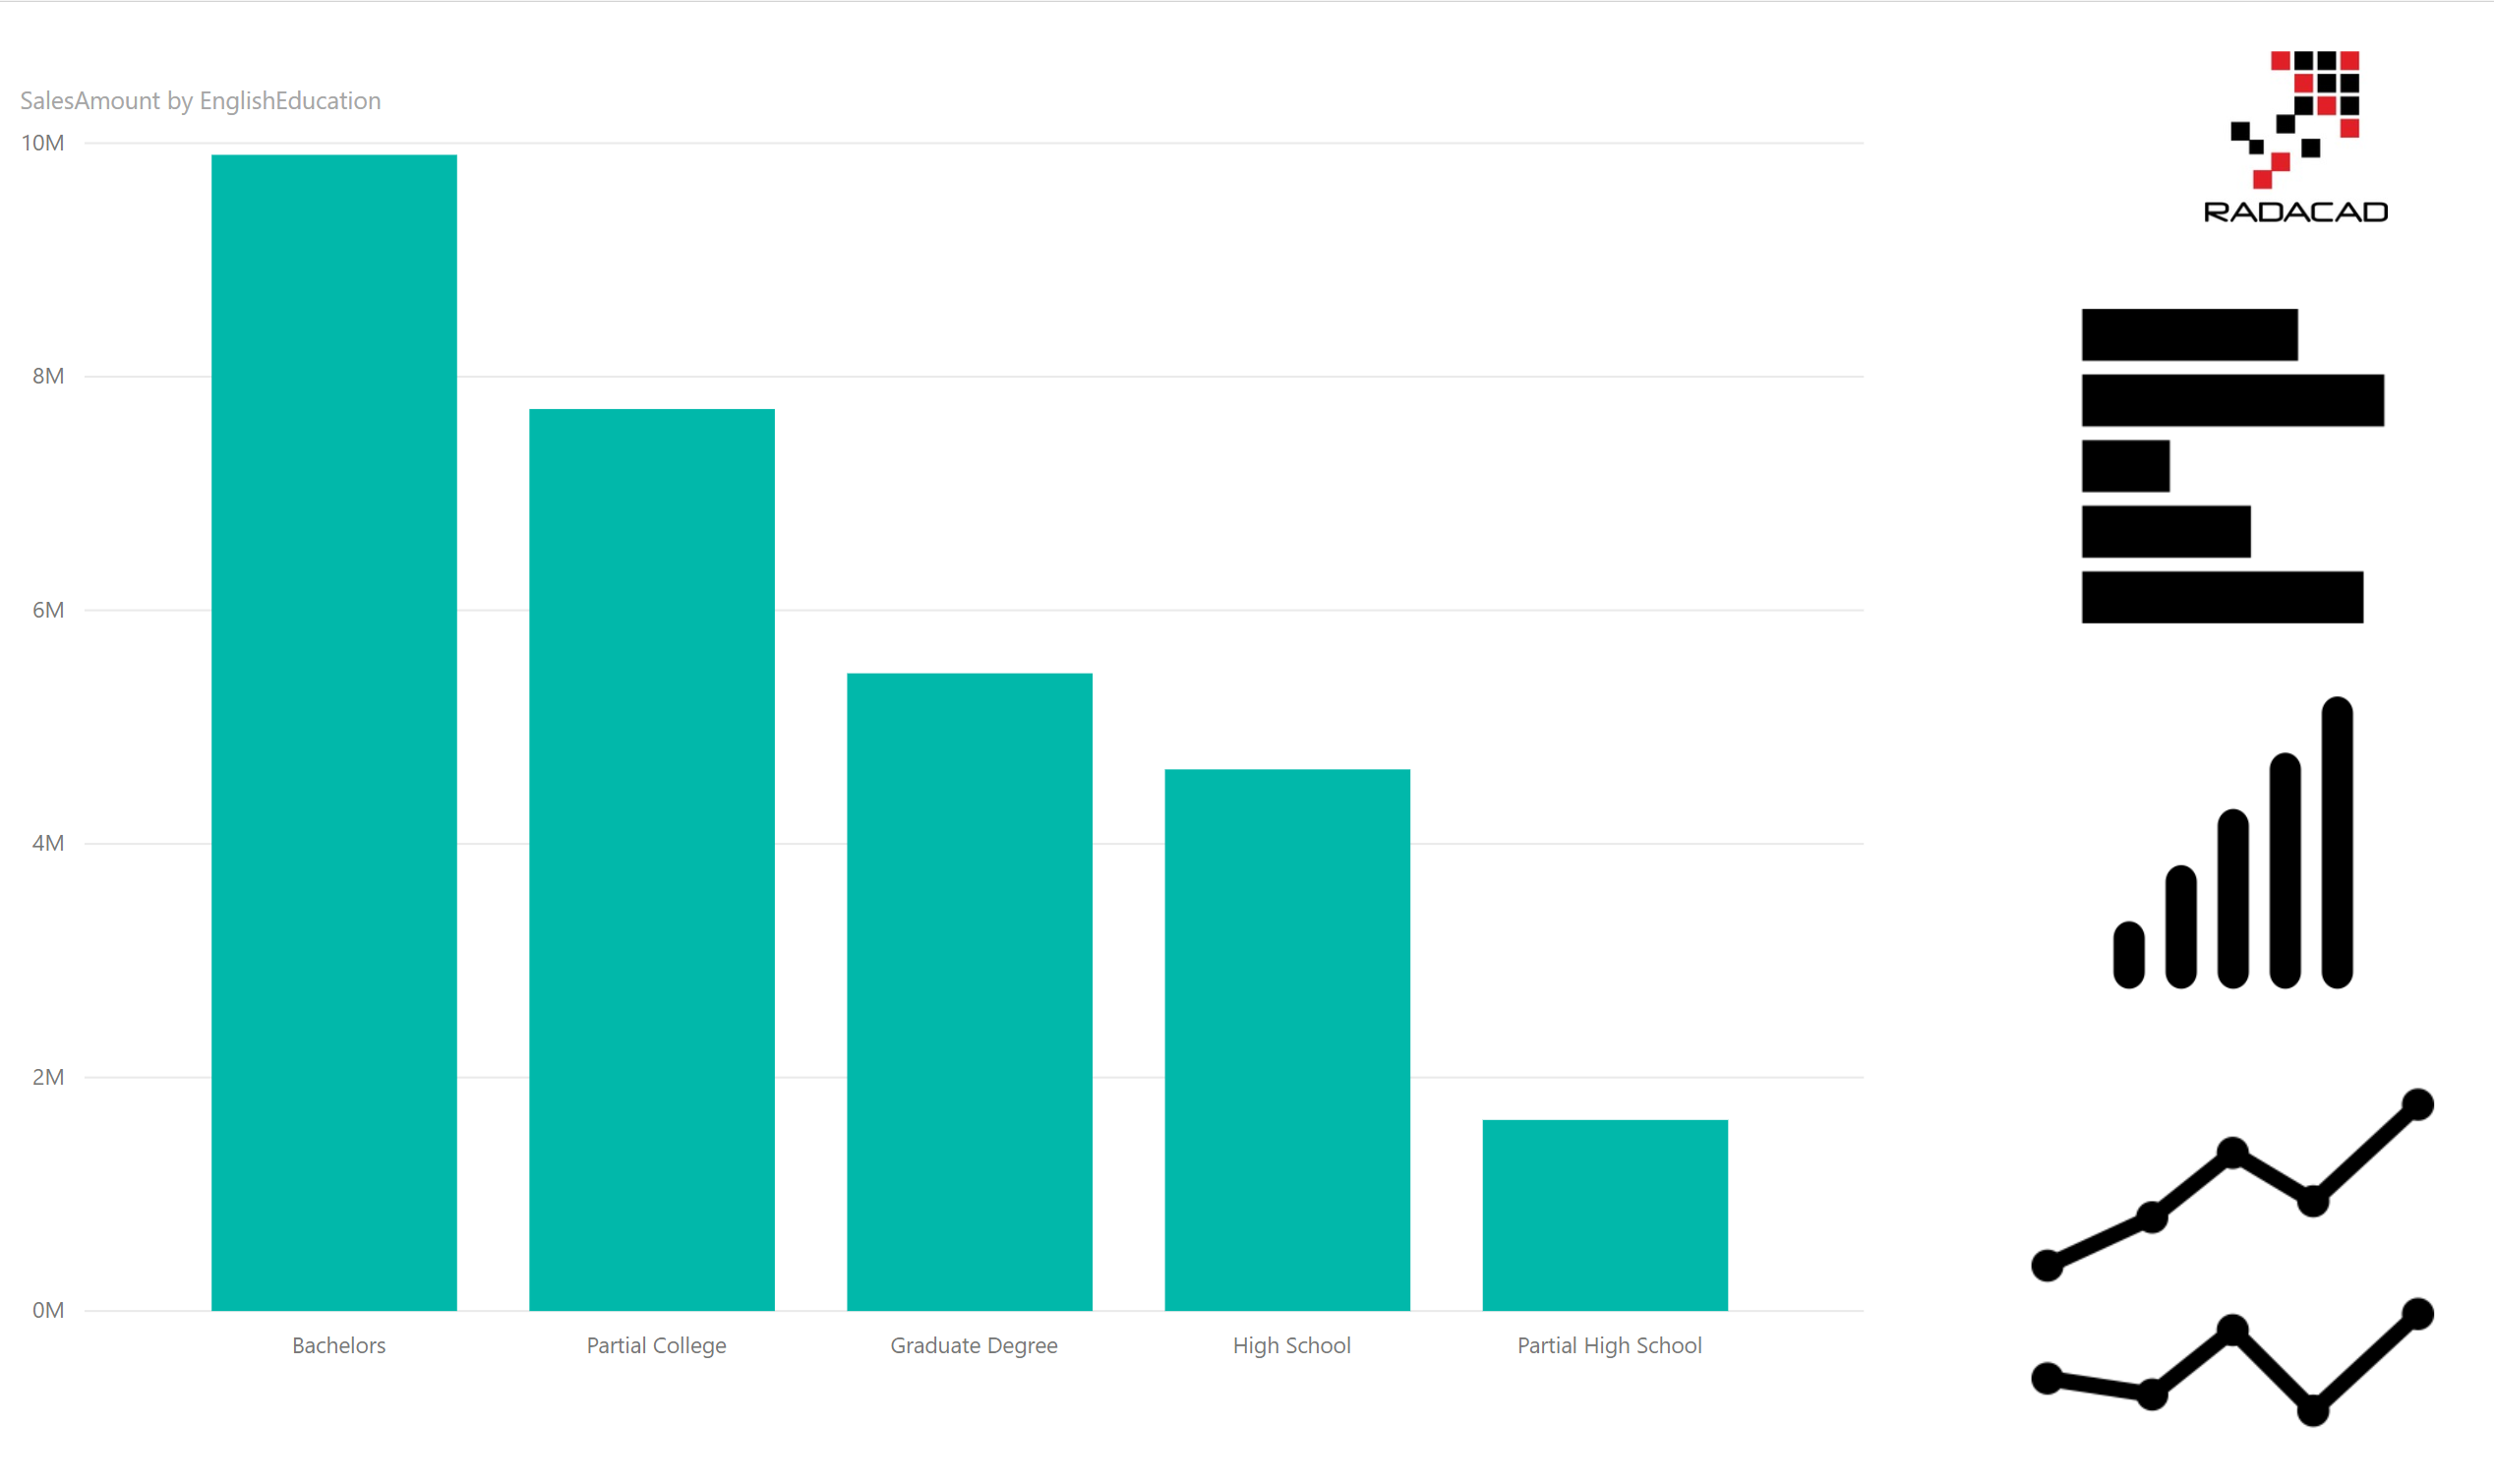 SalesAmount by EnglishEducation
10M
8M
6M
4M
2M
0M
Bachelors
Partial College
Graduate Degree
High School
Partial High School
RADACAD